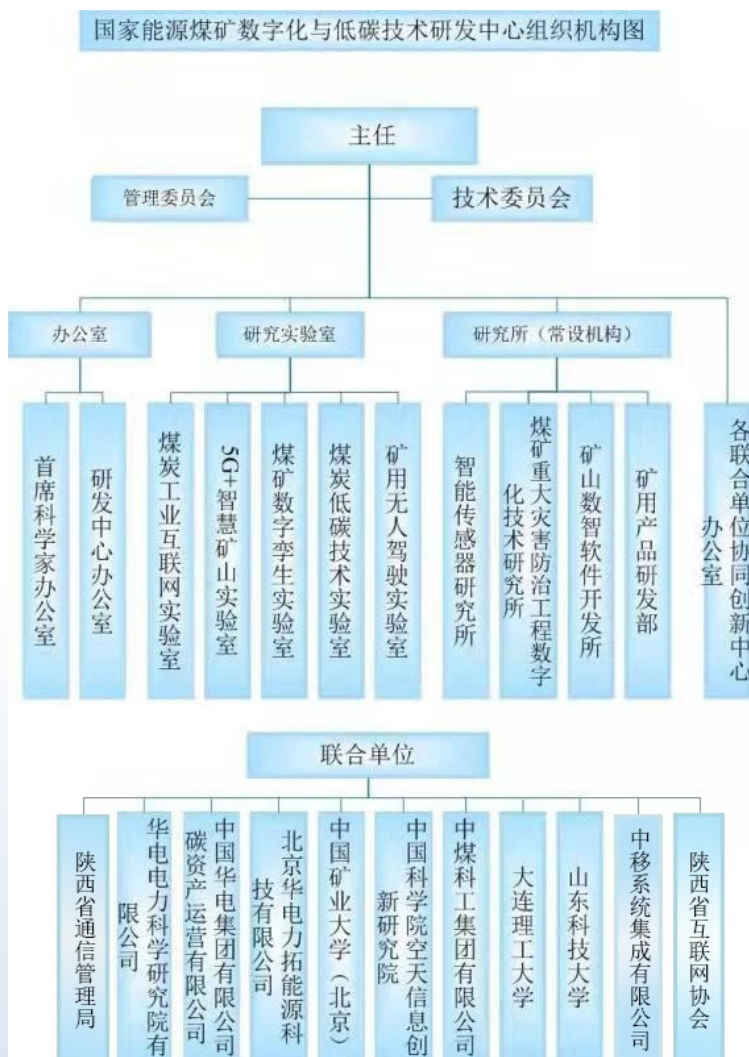 国家能源煤矿数字化与低碳技术研发中心组织机构图
主任
管理委员会
技术委员会
办公室
研究实验室
研究所（常设机构）
首席科学家办公室
研发中心办公室
煤炭工业互联网实验室
5G+智慧矿山实验室
煤矿数字孪生实验室
煤炭低碳技术实验室
矿用无人驾驶实验室
智能传感器研究所
煤矿重大灾害防治工程数字
化技术研究所
矿山数智软件开发所
矿用产品研发部
各联合单位协同创新中心
办公室
联合单位
陕西省通信管理局
华电电力科学研究院有
限公司
中国华电集团有限公司
碳资产运营有限公司
北京华电力拓能源科
技有限公司
中国矿业大学（北京）
中国科学院空天信息创
新研究院
中煤科工集团有限公司
大连理工大学
山东科技大学
中移系统集成有限公司
陕西省互联网协会